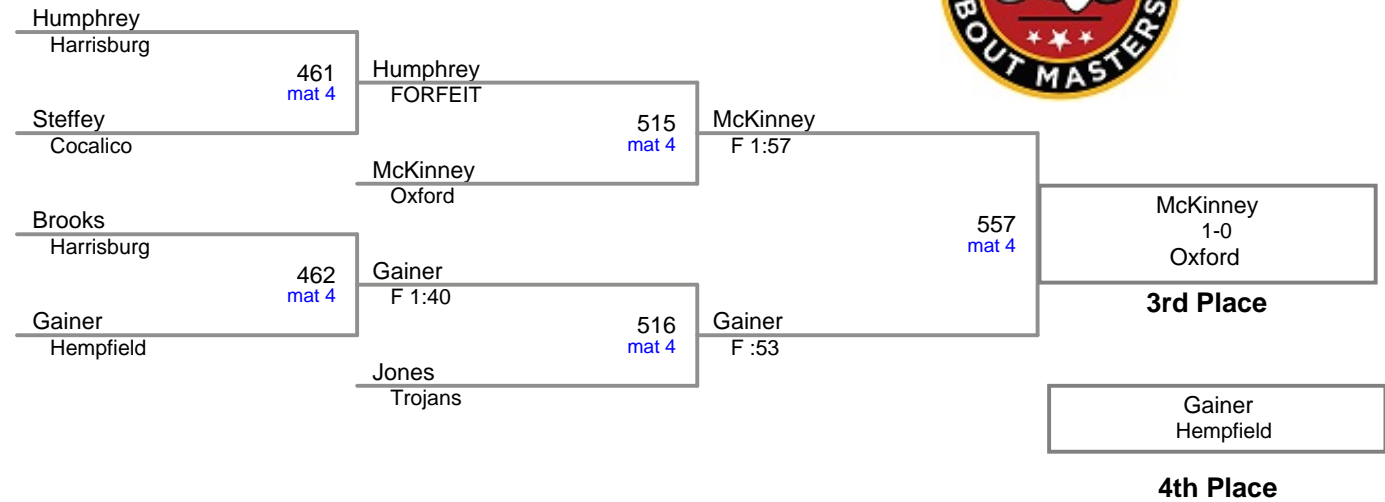 BOUT MASTERS
Humphrey
Harrisburg
461
mat 4
Steffey
Cocalico
Humphrey
FORFEIT
515
mat 4
McKinney
Oxford
McKinney
F 1:57
Brooks
Harrisburg
462
mat 4
Gainer
Hempfield
Gainer
F 1:40
516
mat 4
Jones
Trojans
Gainer
F :53
557
mat 4
McKinney
1-0
Oxford
3rd Place
Gainer
Hempfield
4th Place